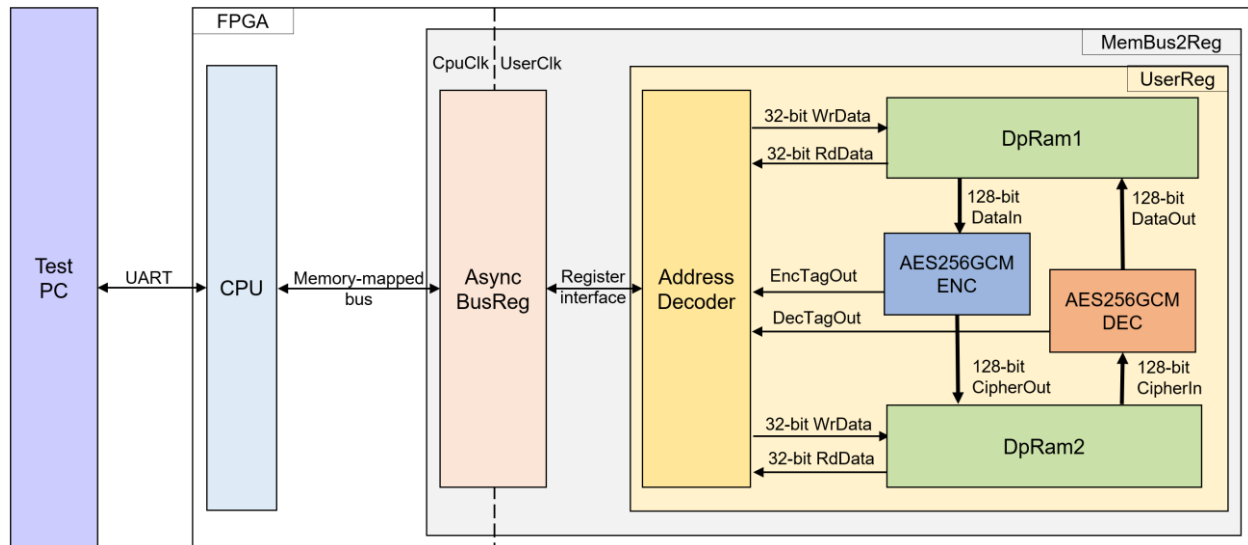 FPGA
MemBus2Reg
CpuClk
UserClk
UserReg
Test
PC
UART
CPU
Memory-mapped
bus
Async
BusReg
Register
interface
Address
Decoder
32-bit WrData
32-bit RdData
DpRam1
128-bit
DataIn
128-bit
DataOut
EncTagOut
AES256GCM
ENC
DecTagOut
AES256GCM
DEC
128-bit
CipherOut
128-bit
CipherIn
32-bit WrData
32-bit RdData
DpRam2